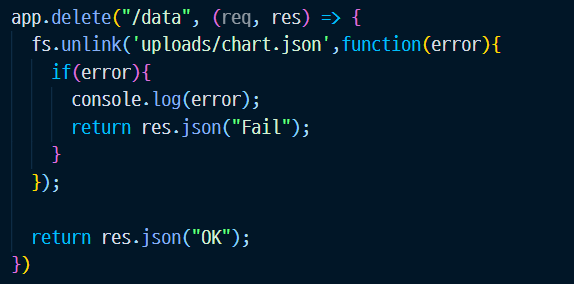 app.delete("/data", (req, res) => {
  fs.unlink('uploads/chart.json',function(error){
    if(error){
      console.log(error);
      return res.json("Fail");
    }
  });

  return res.json("OK");
})